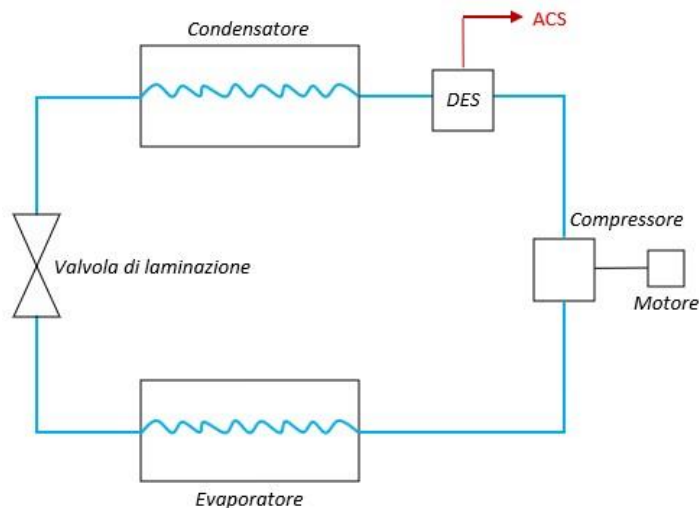 Condensatore
ACS
DES
Compressore
Valvola di laminazione
Motore
Evaporatore